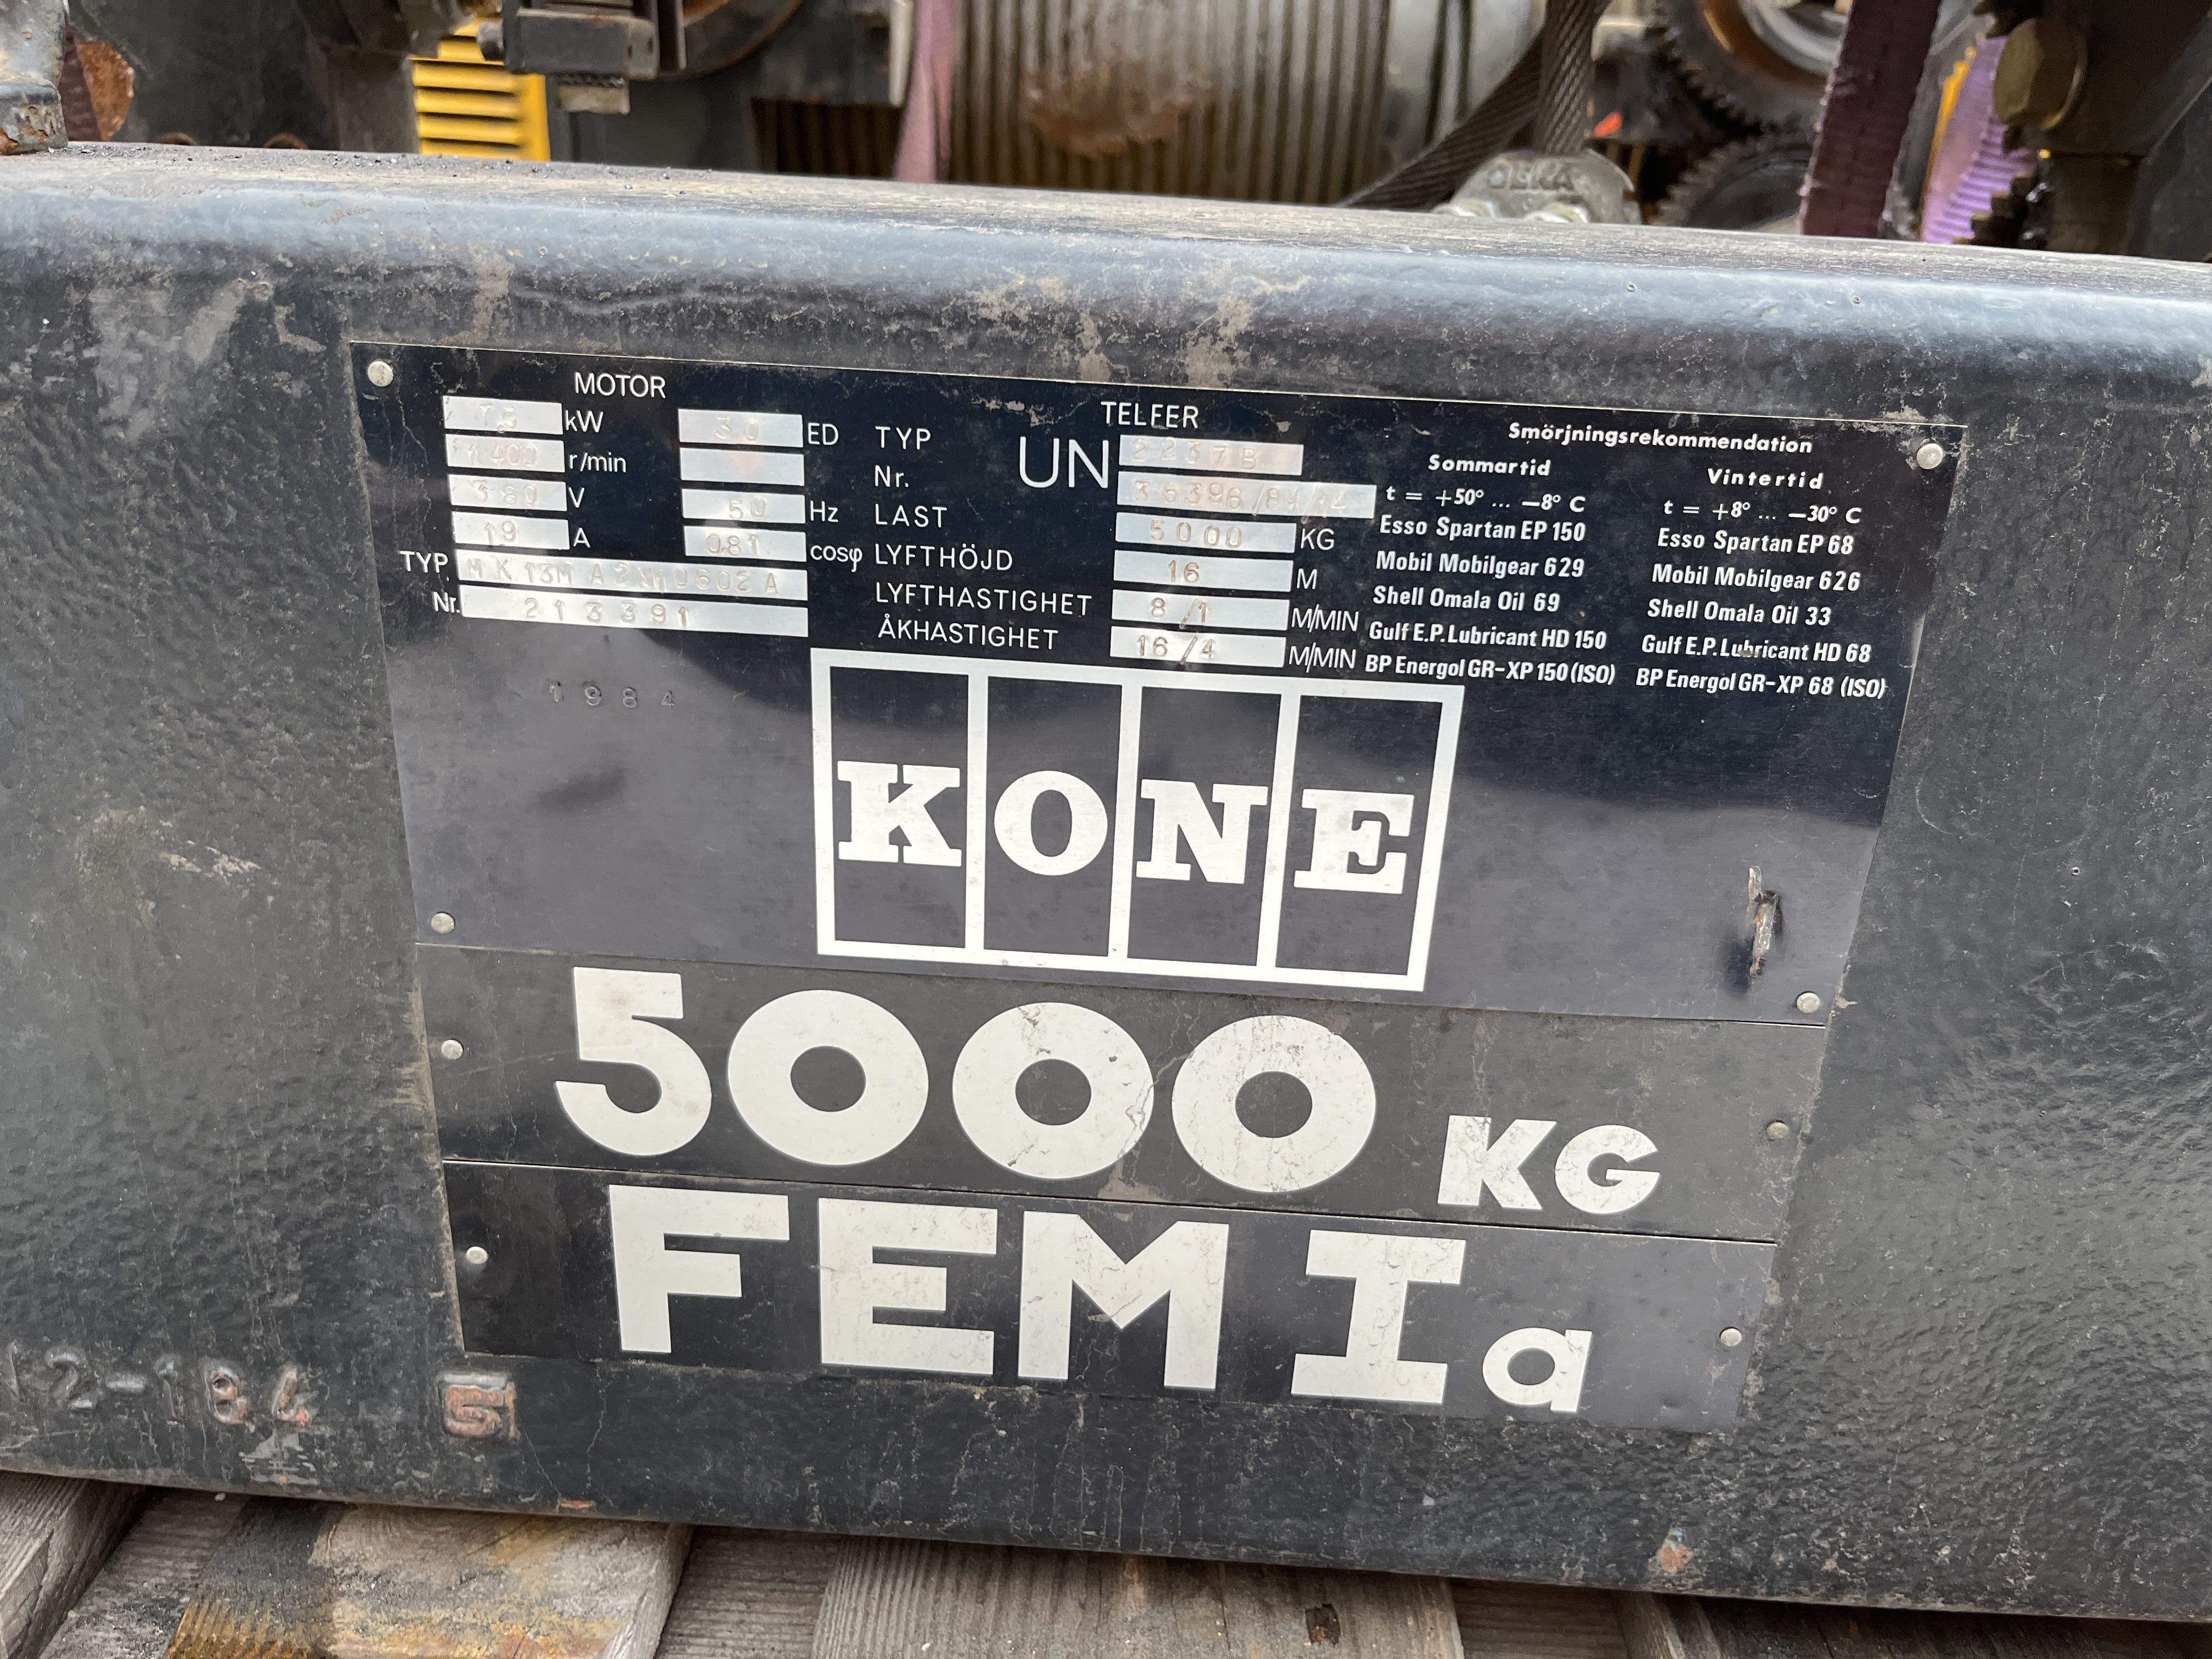 MOTOR
7.5 kW 30 ED
1400 r/min
380 V 50 Hz
19 A 0.81 cosφ
TYP.
Nr. 213391
1984
TELFER
TYP UN 2237B
Nr.
LAST 5000 KG
LYFTHÖJD 16 M
LYFTHASTIGHET 8/1 M/MIN
ÅKHASTIGHET 16/4 M/MIN
Smörjningsrekommendation
Sommartid Vintertid
t = +50° ... –8° C t = +8° ... –30° C
Esso Spartan EP 150 Esso Spartan EP 68
Mobil Mobilgear 629 Mobil Mobilgear 626
Shell Omala Oil 69 Shell Omala Oil 33
Gulf E.P. Lubricant HD 150 Gulf E.P. Lubricant HD 68
BP Energol GR-XP 150 (ISO) BP Energol GR-XP 68 (ISO)
KONE
5000 KG
FEM Ia